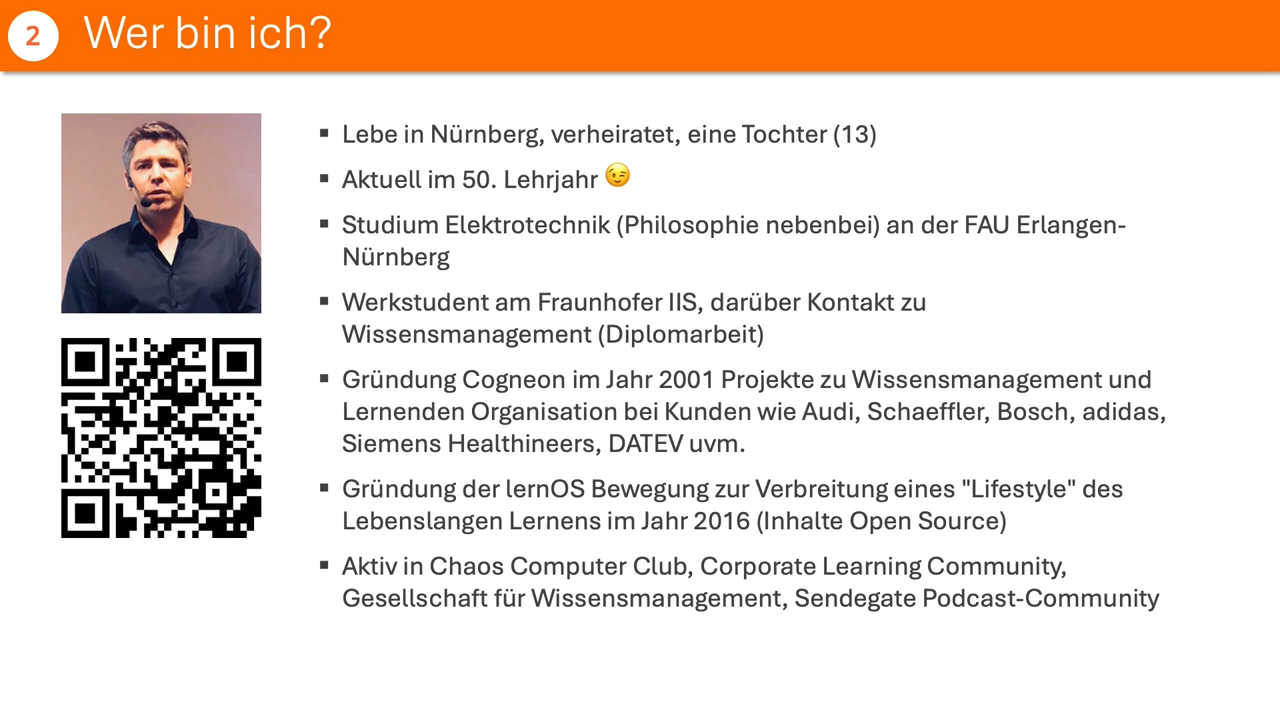 2
Wer bin ich?
▪ Lebe in Nürnberg, verheiratet, eine Tochter (13)
▪ Aktuell im 50. Lehrjahr 😉
▪ Studium Elektrotechnik (Philosophie nebenbei) an der FAU Erlangen-
Nürnberg
▪ Werkstudent am Fraunhofer IIS, darüber Kontakt zu
Wissensmanagement (Diplomarbeit)
▪ Gründung Cogneon im Jahr 2001 Projekte zu Wissensmanagement und
Lernenden Organisation bei Kunden wie Audi, Schaeffler, Bosch, adidas,
Siemens Healthineers, DATEV uvm.
▪ Gründung der lernOS Bewegung zur Verbreitung eines "Lifestyle" des
Lebenslangen Lernens im Jahr 2016 (Inhalte Open Source)
▪ Aktiv in Chaos Computer Club, Corporate Learning Community,
Gesellschaft für Wissensmanagement, Sendegate Podcast-Community